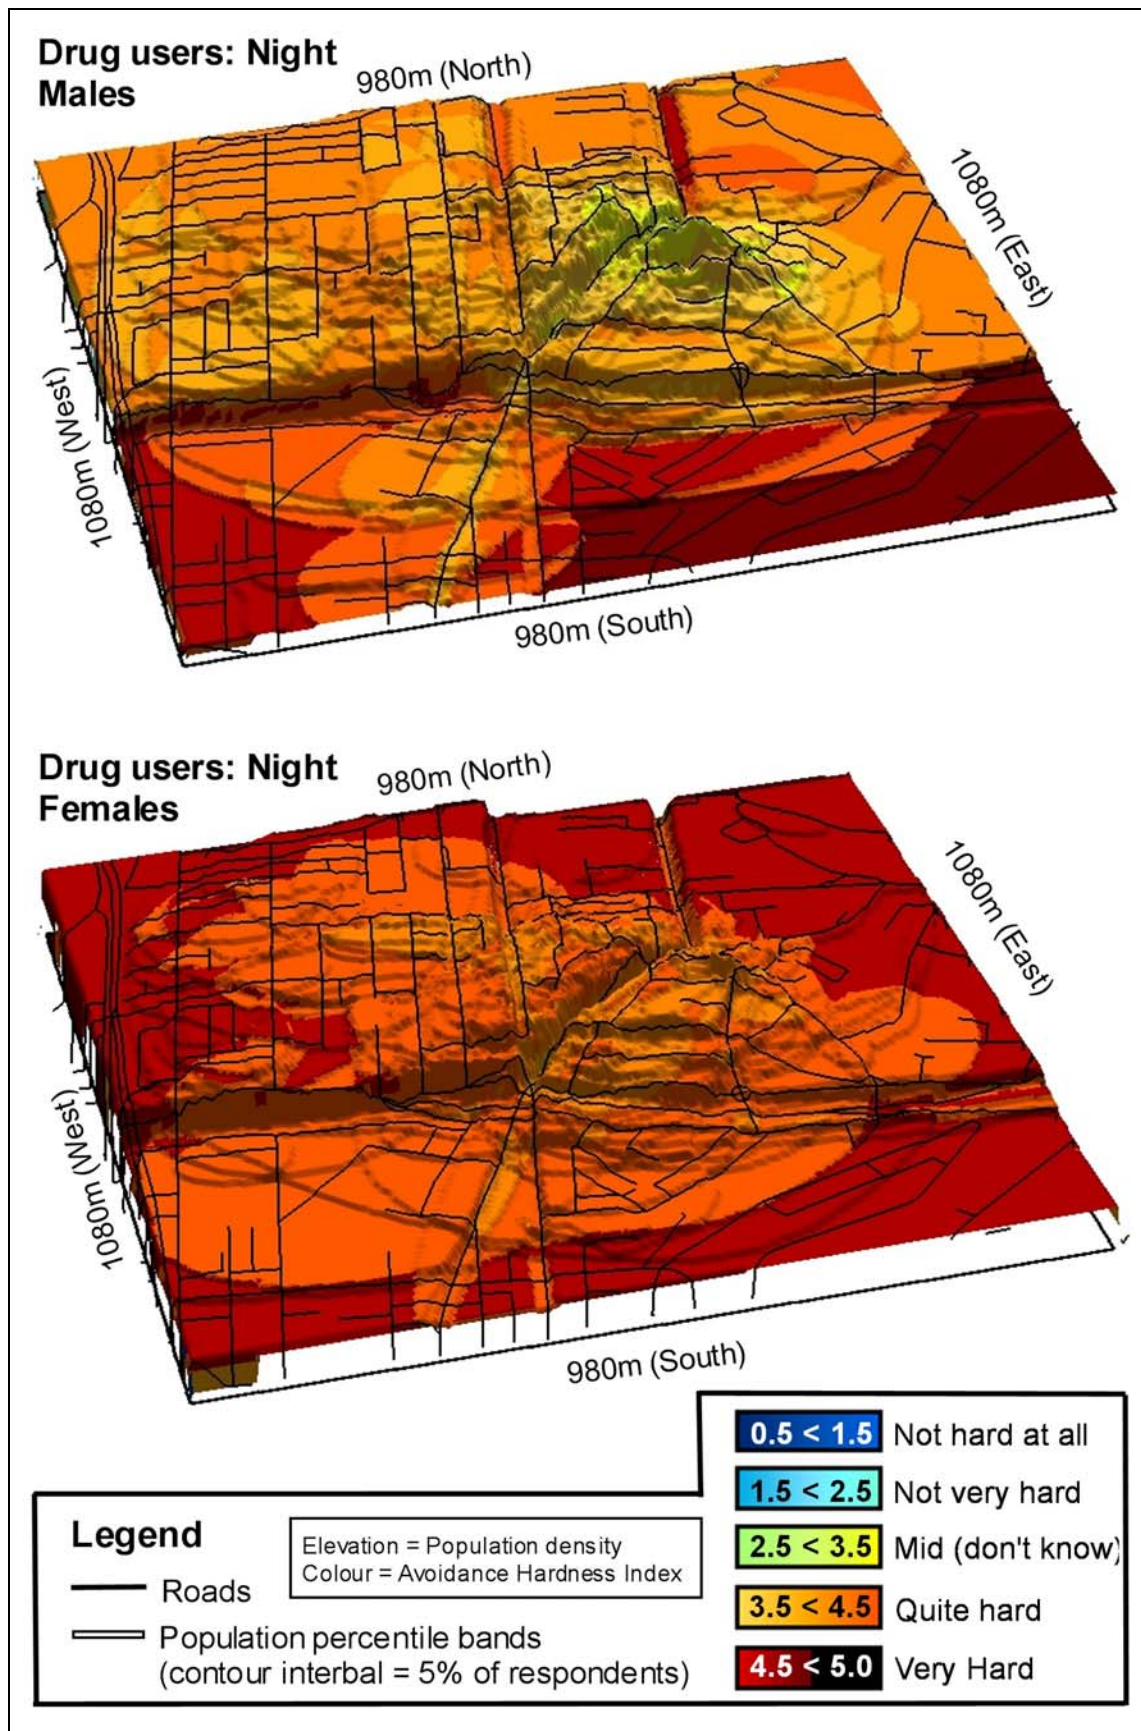 Drug users: Night
Males
980m (North)
1080m (East)
1080m (West)
980m (South)
Drug users: Night
Females
980m (North)
1080m (East)
1080m (West)
980m (South)
Legend
Roads
Population percentile bands
(contour interbal = 5% of respondents)
Elevation = Population density
Colour = Avoidance Hardness Index
0.5 < 1.5 Not hard at all
1.5 < 2.5 Not very hard
2.5 < 3.5 Mid (don't know)
3.5 < 4.5 Quite hard
4.5 < 5.0 Very Hard